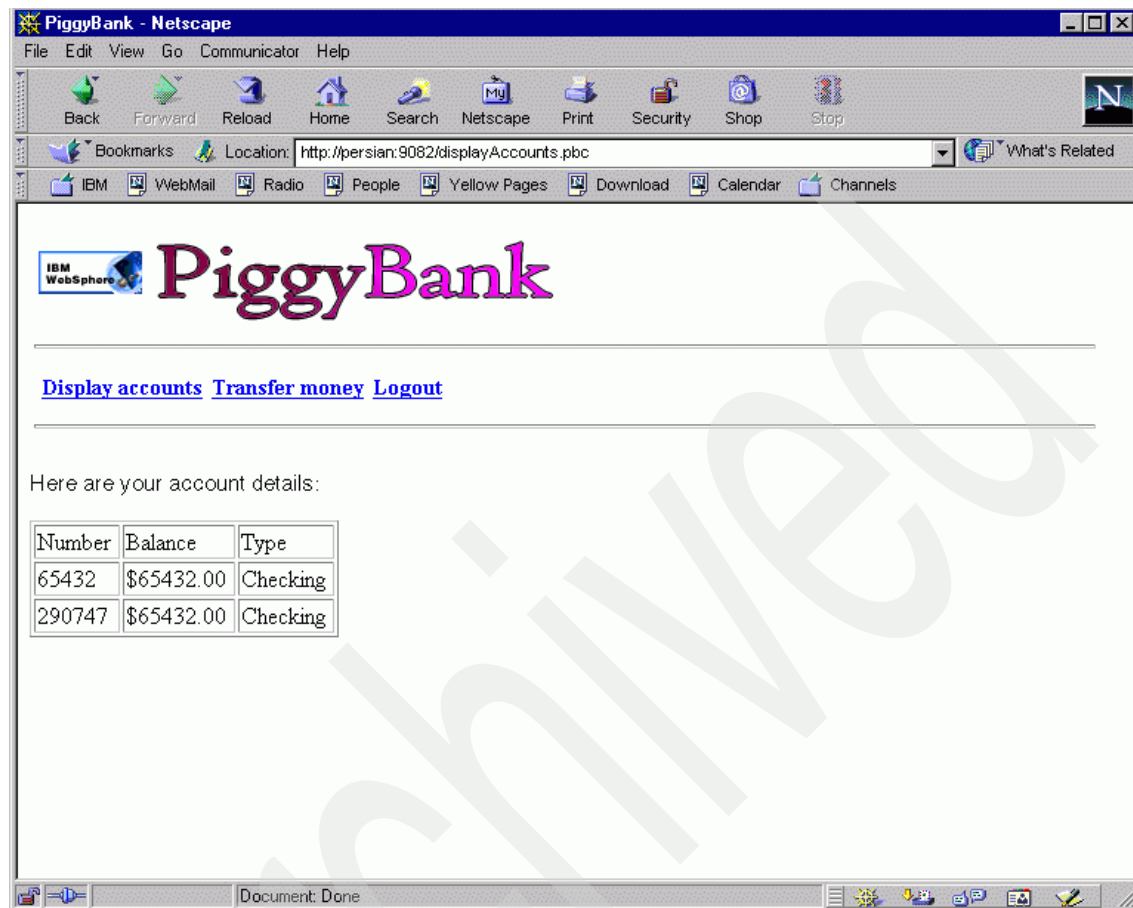 PiggyBank - Netscape
File Edit View Go Communicator Help
My
N
Back Forward Reload Home Search Netscape Print Security Shop Stop
Bookmarks Location: http://persian:9082/displayAccounts.pbc What's Related
IBM WebMail Radio People Yellow Pages Download Calendar Channels
IBM
WebSphere
PiggyBank
Display accounts Transfer money Logout
Here are your account details:
Number Balance Type
65432 $65432.00 Checking
290747 $65432.00 Checking
Document: Done
rchived